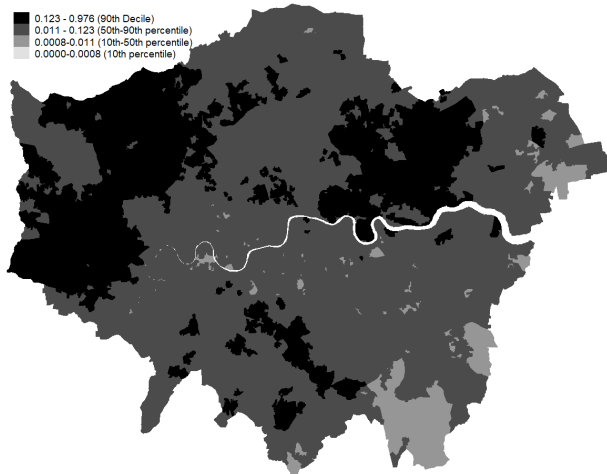 0.123 - 0.976 (90th Decile)
0.011 - 0.123 (50th-90th percentile)
0.0008-0.011 (10th-50th percentile)
0.0000-0.0008 (10th percentile)